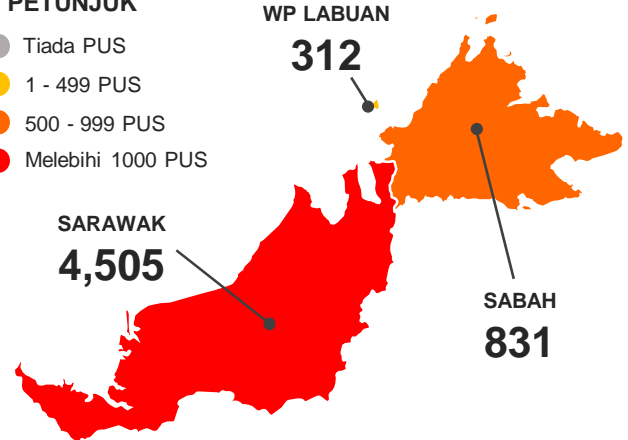 PETUNJUK
Tiada PUS
1 - 499 PUS
500 - 999 PUS
Melebihi 1000 PUS
WP LABUAN
312
SARAWAK
4,505
SABAH
831